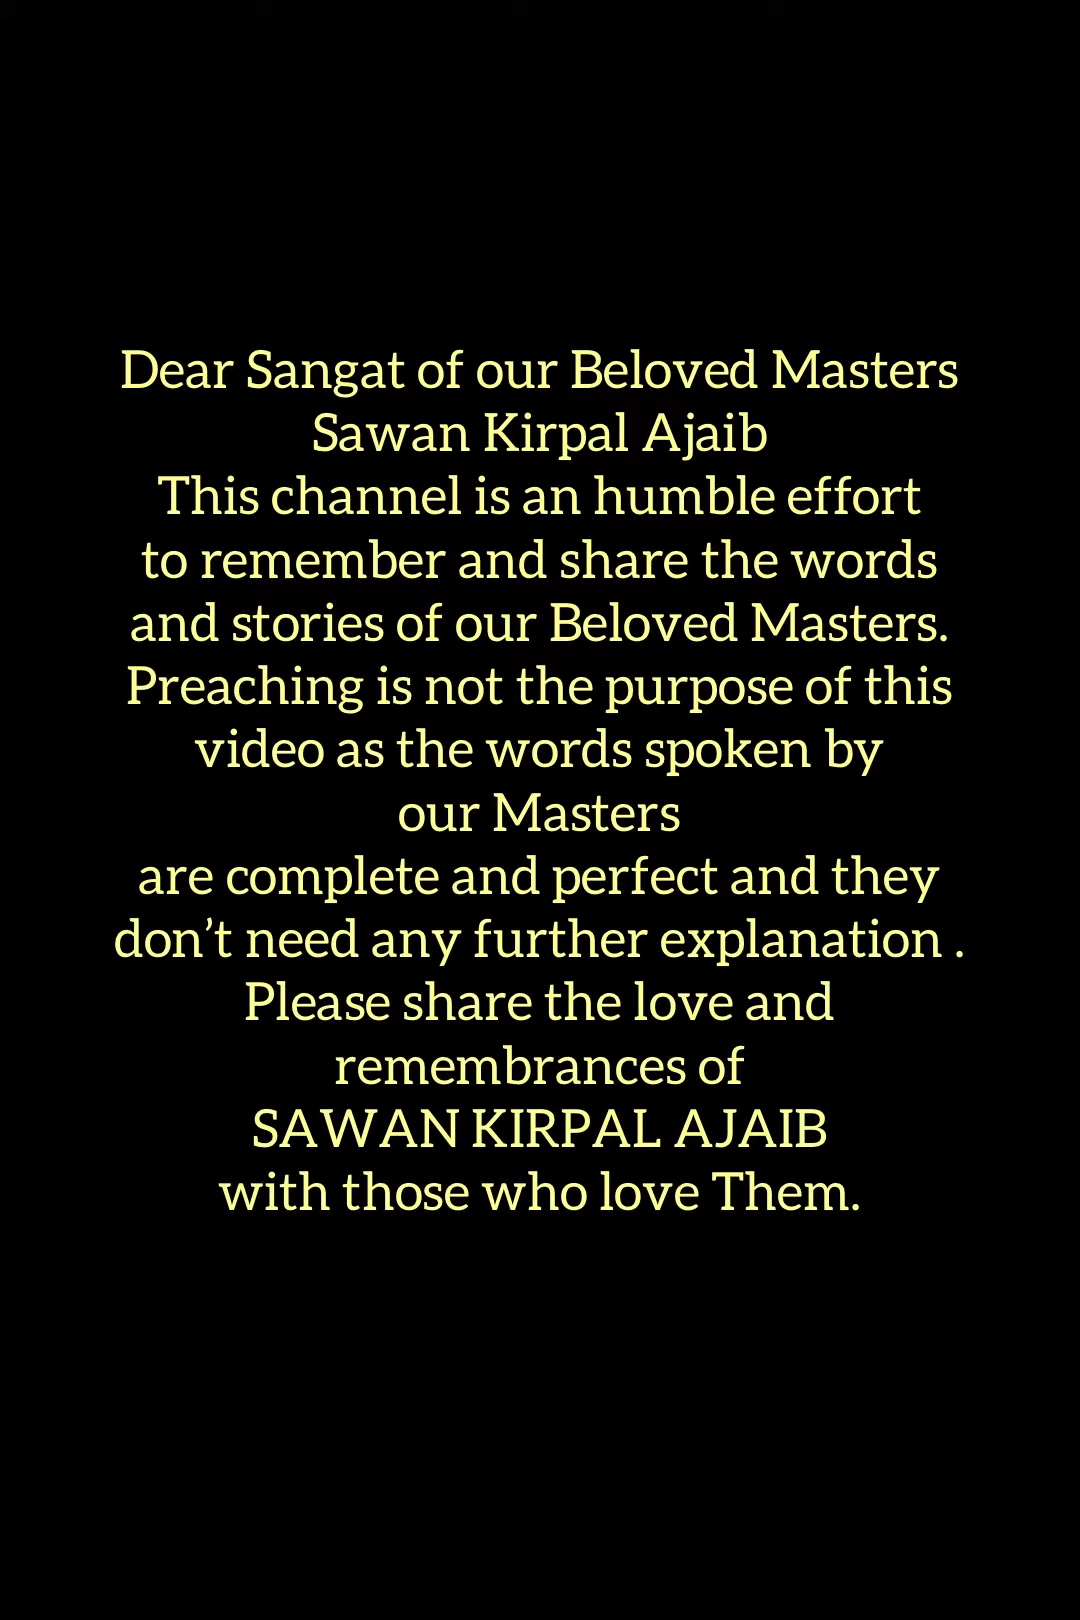 Dear Sangat of our Beloved Masters
Sawan Kirpal Ajaib
This channel is an humble effort
to remember and share the words
and stories of our Beloved Masters.
Preaching is not the purpose of this
video as the words spoken by
our Masters
are complete and perfect and they
don’t need any further explanation .
Please share the love and
remembrances of
SAWAN KIRPAL AJAIB
with those who love Them.